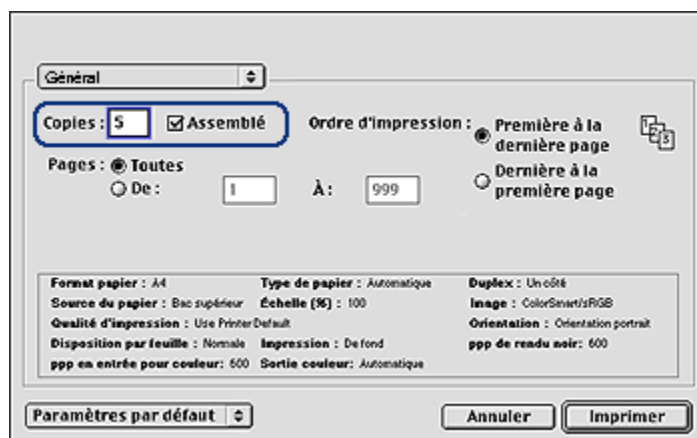 Général
Copies : 5 Assemblé Ordre d'impression : Première à la
dernière page
1 2 3
Pages : Toutes
De : 1 À : 999
Dernière à la
première page
Format papier : A4 Type de papier : Automatique Duplex : Un côté
Source du papier : Bac supérieur Échelle (%) : 100 Image : ColorSmart/sRGB
Qualité d'impression : Use Printer Default Orientation : Orientation portrait
Disposition par feuille : Normale Impression : De fond ppp de rendu noir: 600
ppp en entrée pour couleur: 600 Sortie couleur: Automatique
Paramètres par défaut Annuler Imprimer